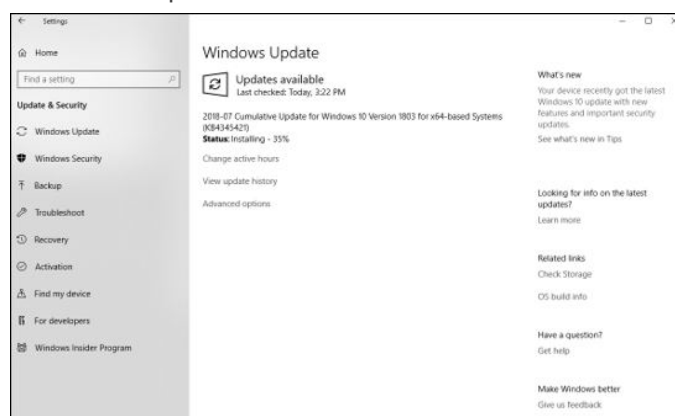 Settings
Home
Find a setting
Update & Security
Windows Update
Windows Security
Backup
Troubleshoot
Recovery
Activation
Find my device
For developers
Windows Insider Program
Windows Update
Updates available
Last checked: Today, 3:22 PM
2018-07 Cumulative Update for Windows 10 Version 1803 for x64-based Systems
(KB4345421)
Status: Installing - 35%
Change active hours
View update history
Advanced options
What's new
Your device recently got the latest
Windows 10 update with new
features and important security
updates.
See what's new in Tips
Looking for info on the latest
updates?
Learn more
Related links
Check Storage
OS build info
Have a question?
Get help
Make Windows better
Give us feedback